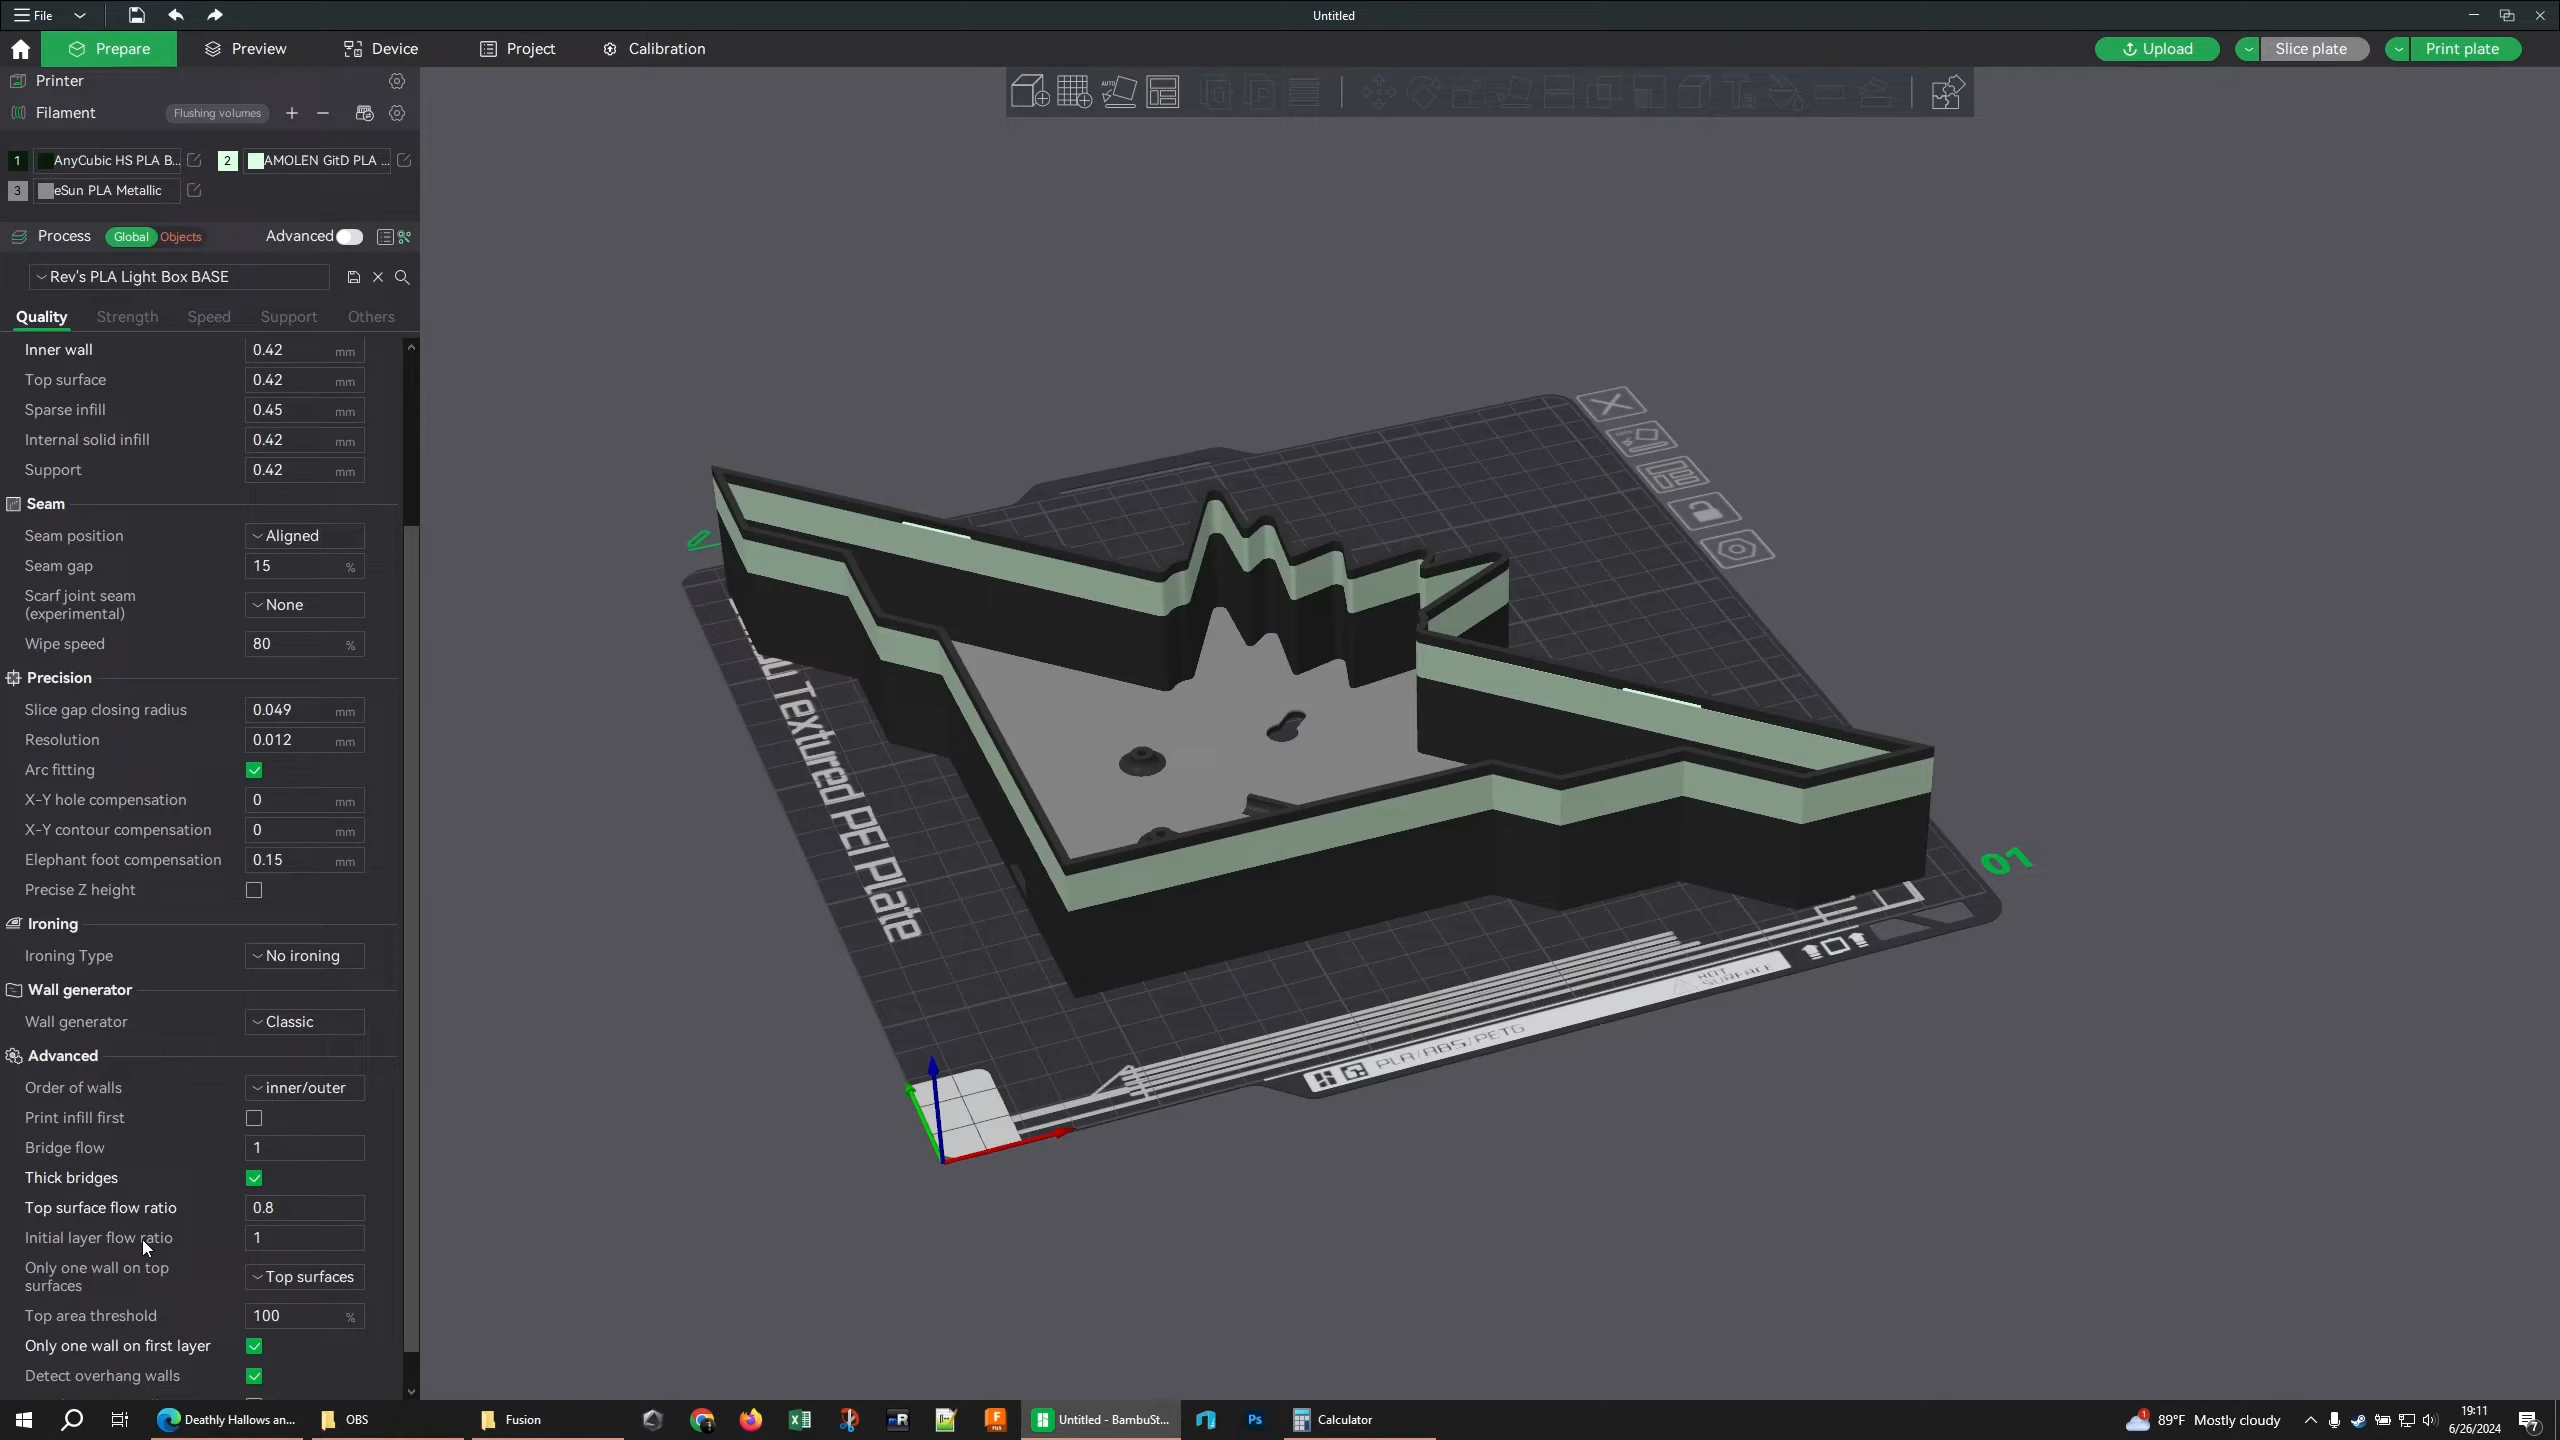 File
Untitled
Prepare
Preview
Device
Project
Calibration
Upload
Slice plate
Print plate
Printer
Filament
Flushing volumes
1
AnyCubic HS PLA B...
2
AMOLEN GitD PLA ...
3
eSun PLA Metallic
Process
Global
Objects
Advanced
Rev's PLA Light Box BASE
Quality
Strength
Speed
Support
Others
Inner wall 0.42 mm
Top surface 0.42 mm
Sparse infill 0.45 mm
Internal solid infill 0.42 mm
Support 0.42 mm
Seam
Seam position Aligned
Seam gap 15 %
Scarf joint seam
(experimental)
None
Wipe speed 80 %
Precision
Slice gap closing radius 0.049 mm
Resolution 0.012 mm
Arc fitting
X-Y hole compensation 0 mm
X-Y contour compensation 0 mm
Elephant foot compensation 0.15 mm
Precise Z height
Ironing
Ironing Type No ironing
Wall generator
Wall generator Classic
Advanced
Order of walls inner/outer
Print infill first
Bridge flow 1
Thick bridges
Top surface flow ratio 0.8
Initial layer flow ratio 1
Only one wall on top
surfaces
Top surfaces
Top area threshold 100 %
Only one wall on first layer
Detect overhang walls
AUTO
Textured PEI Plate
01
HOT
SURFACE
PLA/ABS/PETG
Deathly Hallows an...
OBS
Fusion
Untitled - BambuSt...
Calculator
89°F Mostly cloudy
19:11
6/26/2024